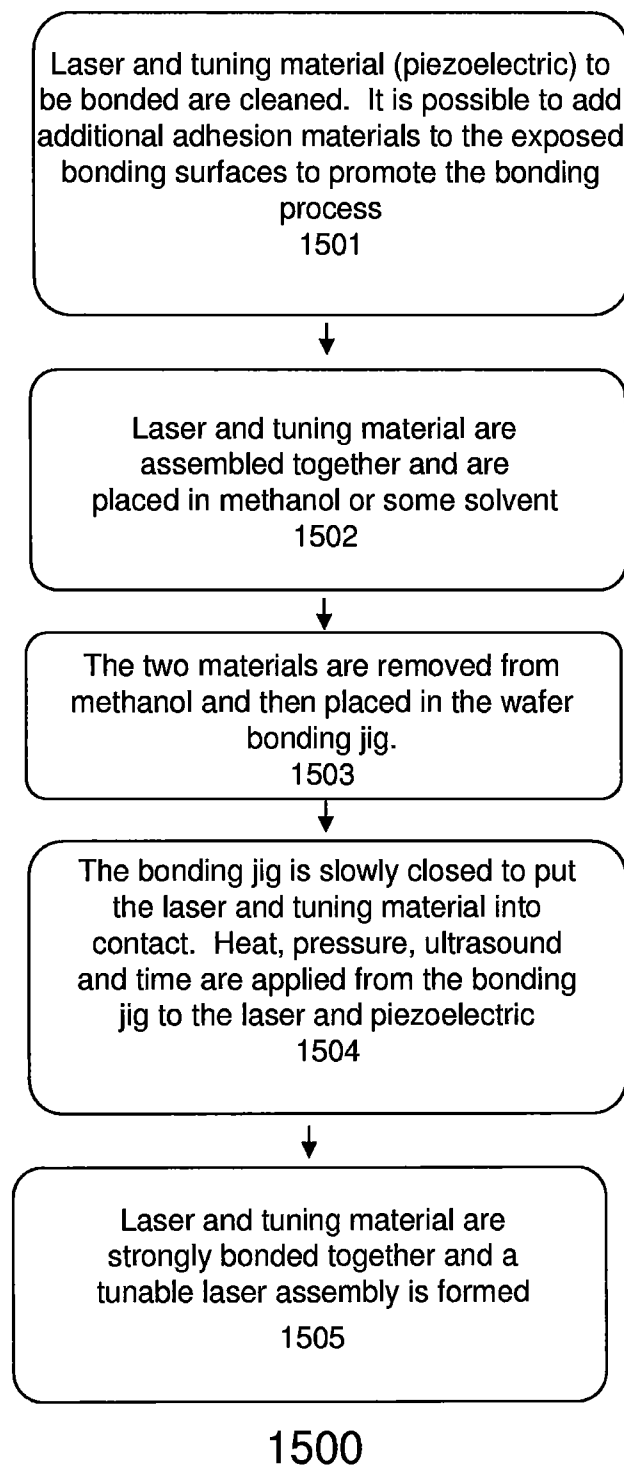 Laser and tuning material (piezoelectric) to
be bonded are cleaned.  It is possible to add
additional adhesion materials to the exposed
bonding surfaces to promote the bonding
process
1501
Laser and tuning material are
assembled together and are
placed in methanol or some solvent
1502
The two materials are removed from
methanol and then placed in the wafer
bonding jig.
1503
The bonding jig is slowly closed to put
the laser and tuning material into
contact.  Heat, pressure, ultrasound
and time are applied from the bonding
jig to the laser and piezoelectric
1504
Laser and tuning material are
strongly bonded together and a
tunable laser assembly is formed
1505
1500